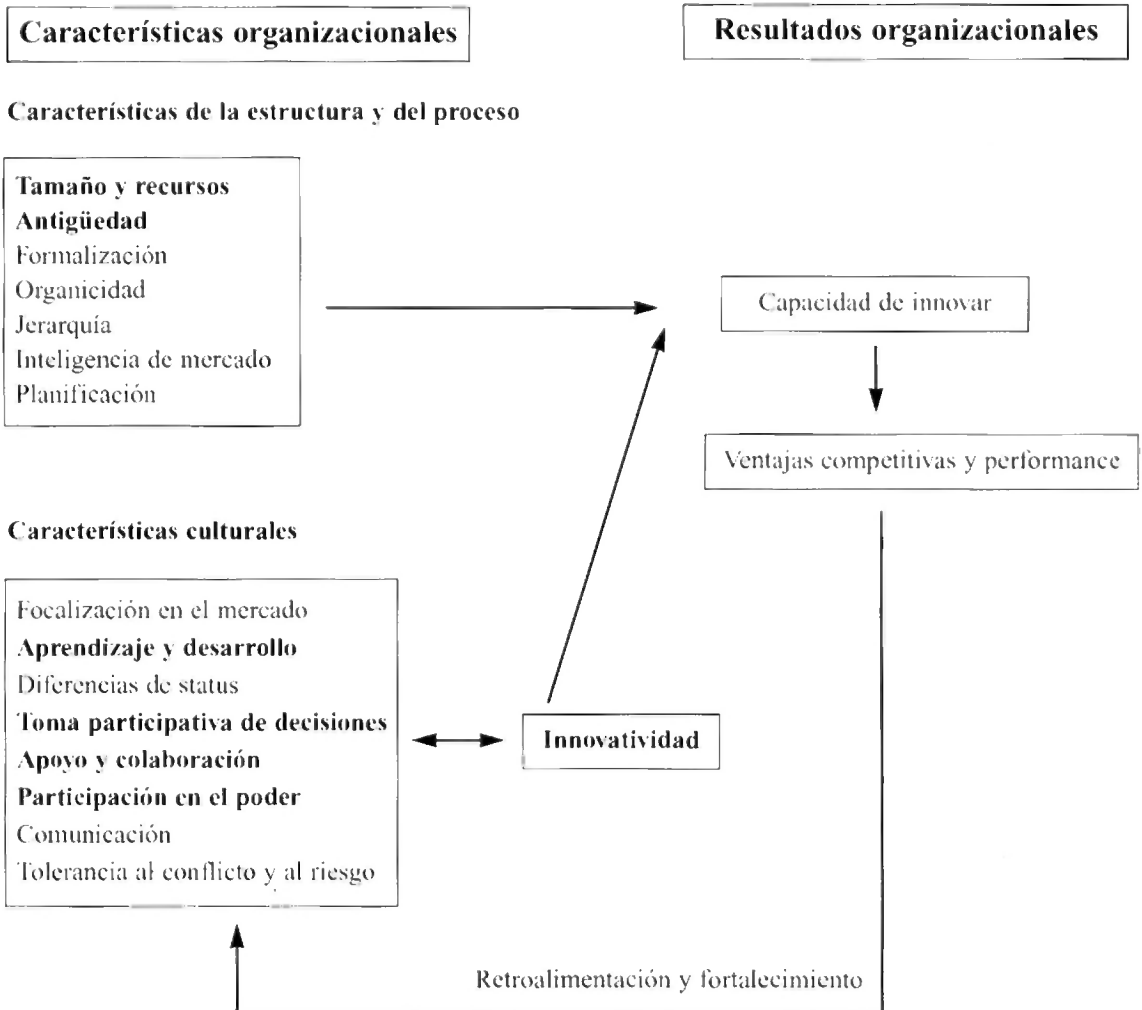 Características organizacionales
Resultados organizacionales
Características de la estructura y del proceso
Tamaño y recursos
Antigüedad
Formalización
Organicidad
Jerarquía
Inteligencia de mercado
Planificación
Capacidad de innovar
Ventajas competitivas y performance
Características culturales
Focalización en el mercado
Aprendizaje y desarrollo
Diferencias de status
Toma participativa de decisiones
Apoyo y colaboración
Participación en el poder
Comunicación
Tolerancia al conflicto y al riesgo
Innovatividad
Retroalimentación y fortalecimiento